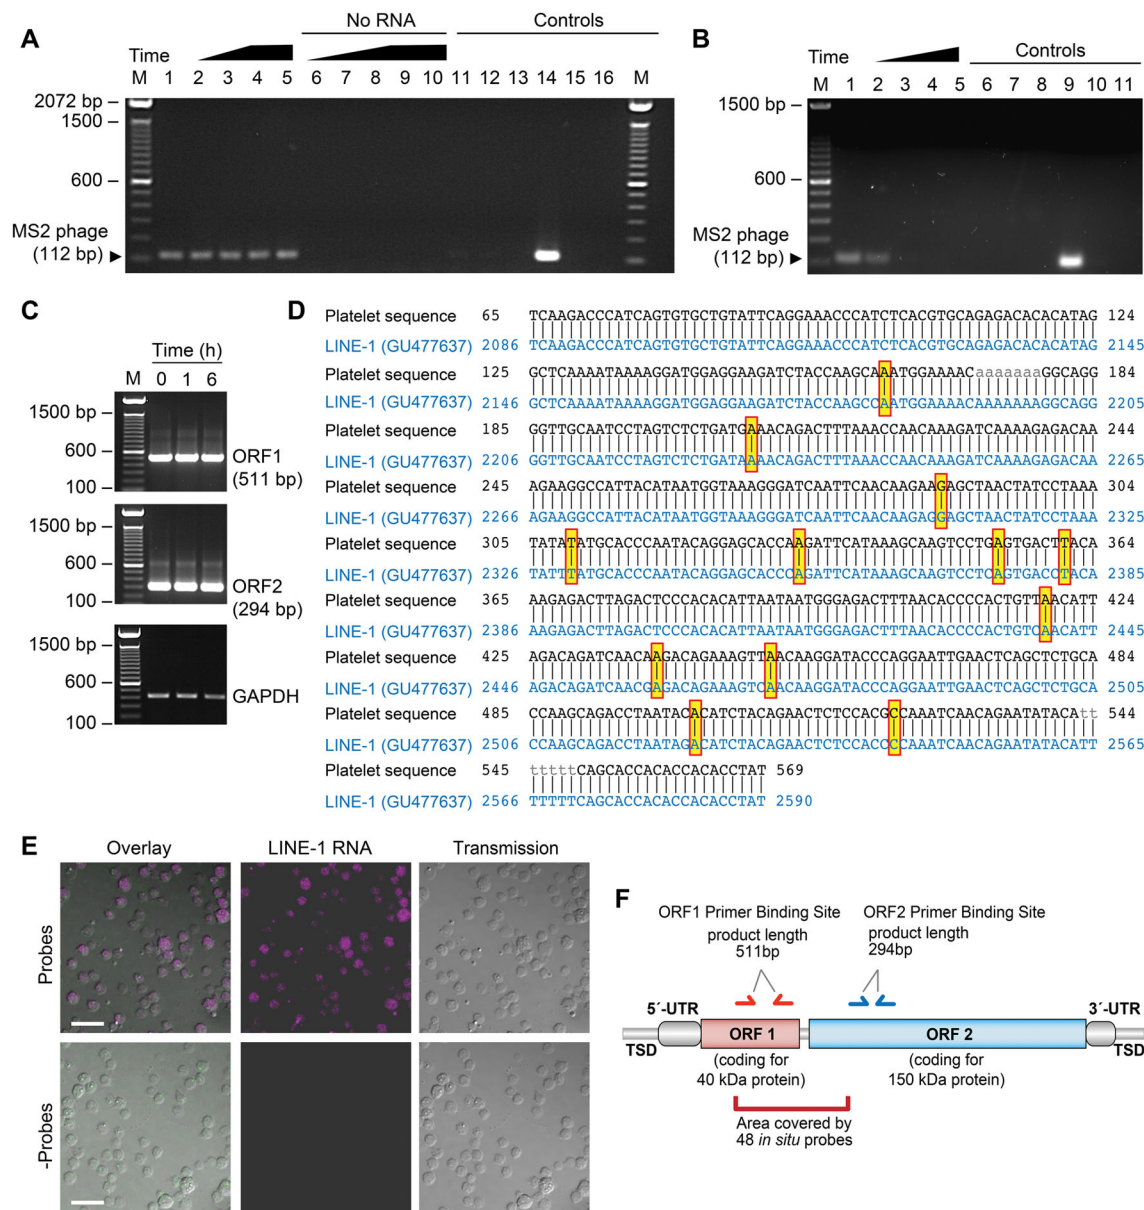 A
No RNA
Controls
Time
M 1 2 3 4 5 6 7 8 9 10 11 12 13 14 15 16 M
2072 bp
1500
600
MS2 phage
(112 bp)
B
Controls
Time
M 1 2 3 4 5 6 7 8 9 10 11
1500 bp
600
MS2 phage
(112 bp)
C
Time (h)
M 0 1 6
1500 bp
600
100
ORF1
(511 bp)
1500 bp
600
100
ORF2
(294 bp)
1500 bp
600
100
GAPDH
D
Platelet sequence 65 TCAAGACCCATCAGTGTGCTGTATTCAGGAAACCCATCTCACGTGCAGAGACACACATAG 124
LINE-1 (GU477637) 2086 TCAAGACCCATCAGTGTGCTGTATTCAGGAAACCCATCTCACGTGCAGAGACACACATAG 2145
Platelet sequence 125 GCTCAAAATAAAAGGATGGAGGAAGATCTACCAAGCAAATGGAAAACaaaaaaaGGCAGG 184
LINE-1 (GU477637) 2146 GCTCAAAATAAAAGGATGGAGGAAGATCTACCAAGCCAATGGAAAACAAAAAAAGGCAGG 2205
Platelet sequence 185 GGTTGCAATCCTAGTCTCTGATGAAACAGACTTTAAACCAACAAAGATCAAAAGAGACAA 244
LINE-1 (GU477637) 2206 GGTTGCAATCCTAGTCTCTGATAAAACAGACTTTAAACCAACAAAGATCAAAAGAGACAA 2265
Platelet sequence 245 AGAAGGCCATTACATAATGGTAAAGGGATCAATTCAACAAGAAGAGCTAACTATCCTAAA 304
LINE-1 (GU477637) 2266 AGAAGGCCATTACATAATGGTAAAGGGATCAATTCAACAAGAGGAGCTAACTATCCTAAA 2325
Platelet sequence 305 TATATATGCACCCAATACAGGAGCACCAAGATTCATAAAGCAAGTCCTGAGTGACTTACA 364
LINE-1 (GU477637) 2326 TATTTATGCACCCAATACAGGAGCACCCAGATTCATAAAGCAAGTCCTCAGTGACCTACA 2385
Platelet sequence 365 AAGAGACTTAGACTCCCACACATTAATAATGGGAGACTTTAACACCCCACTGTTAACATT 424
LINE-1 (GU477637) 2386 AAGAGACTTAGACTCCCACACATTAATAATGGGAGACTTTAACACCCCACTGTCAACATT 2445
Platelet sequence 425 AGACAGATCAACAAGACAGAAAGTTAACAAGGATACCCAGGAATTGAACTCAGCTCTGCA 484
LINE-1 (GU477637) 2446 AGACAGATCAACGAGACAGAAAGTCAACAAGGATACCCAGGAATTGAACTCAGCTCTGCA 2505
Platelet sequence 485 CCAAGCAGACCTAATACACATCTACAGAACTCTCCACGCCAAATCAACAGAATATACAtt 544
LINE-1 (GU477637) 2506 CCAAGCAGACCTAATAGACATCTACAGAACTCTCCACCCCAAATCAACAGAATATACATT 2565
Platelet sequence 545 tttttCAGCACCACACCACACCTAT 569
LINE-1 (GU477637) 2566 TTTTTCAGCACCACACCACACCTAT 2590
E
Overlay
LINE-1 RNA
Transmission
Probes
-Probes
F
ORF1 Primer Binding Site
product length
511bp
ORF2 Primer Binding Site
product length
294bp
5´-UTR
3´-UTR
TSD
ORF 1
ORF 2
TSD
(coding for
40 kDa protein)
(coding for
150 kDa protein)
Area covered by
48 in situ probes